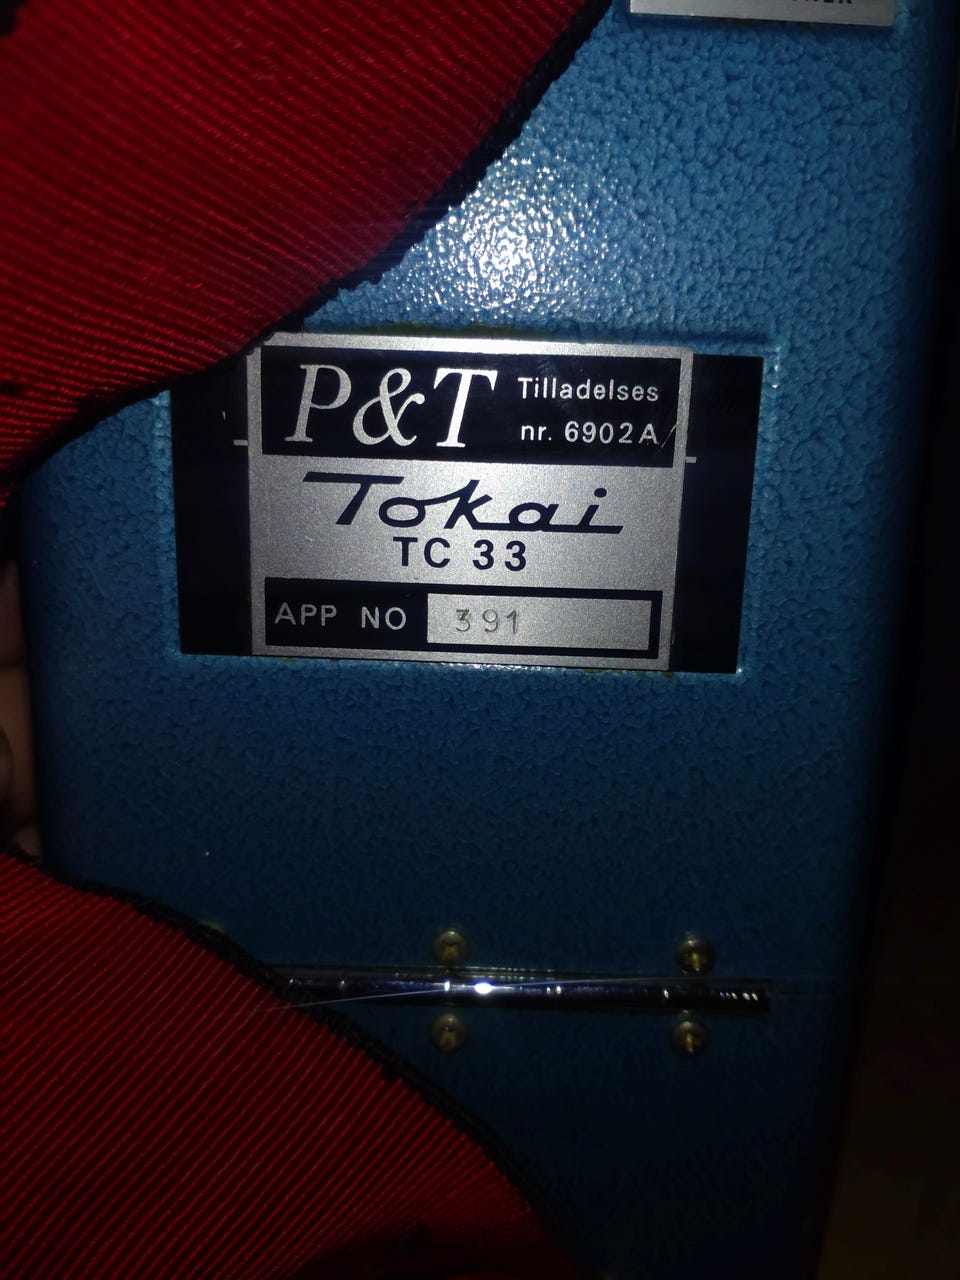 P&T Tilladelses
nr. 6902A
Tokai
TC 33
APP NO 391